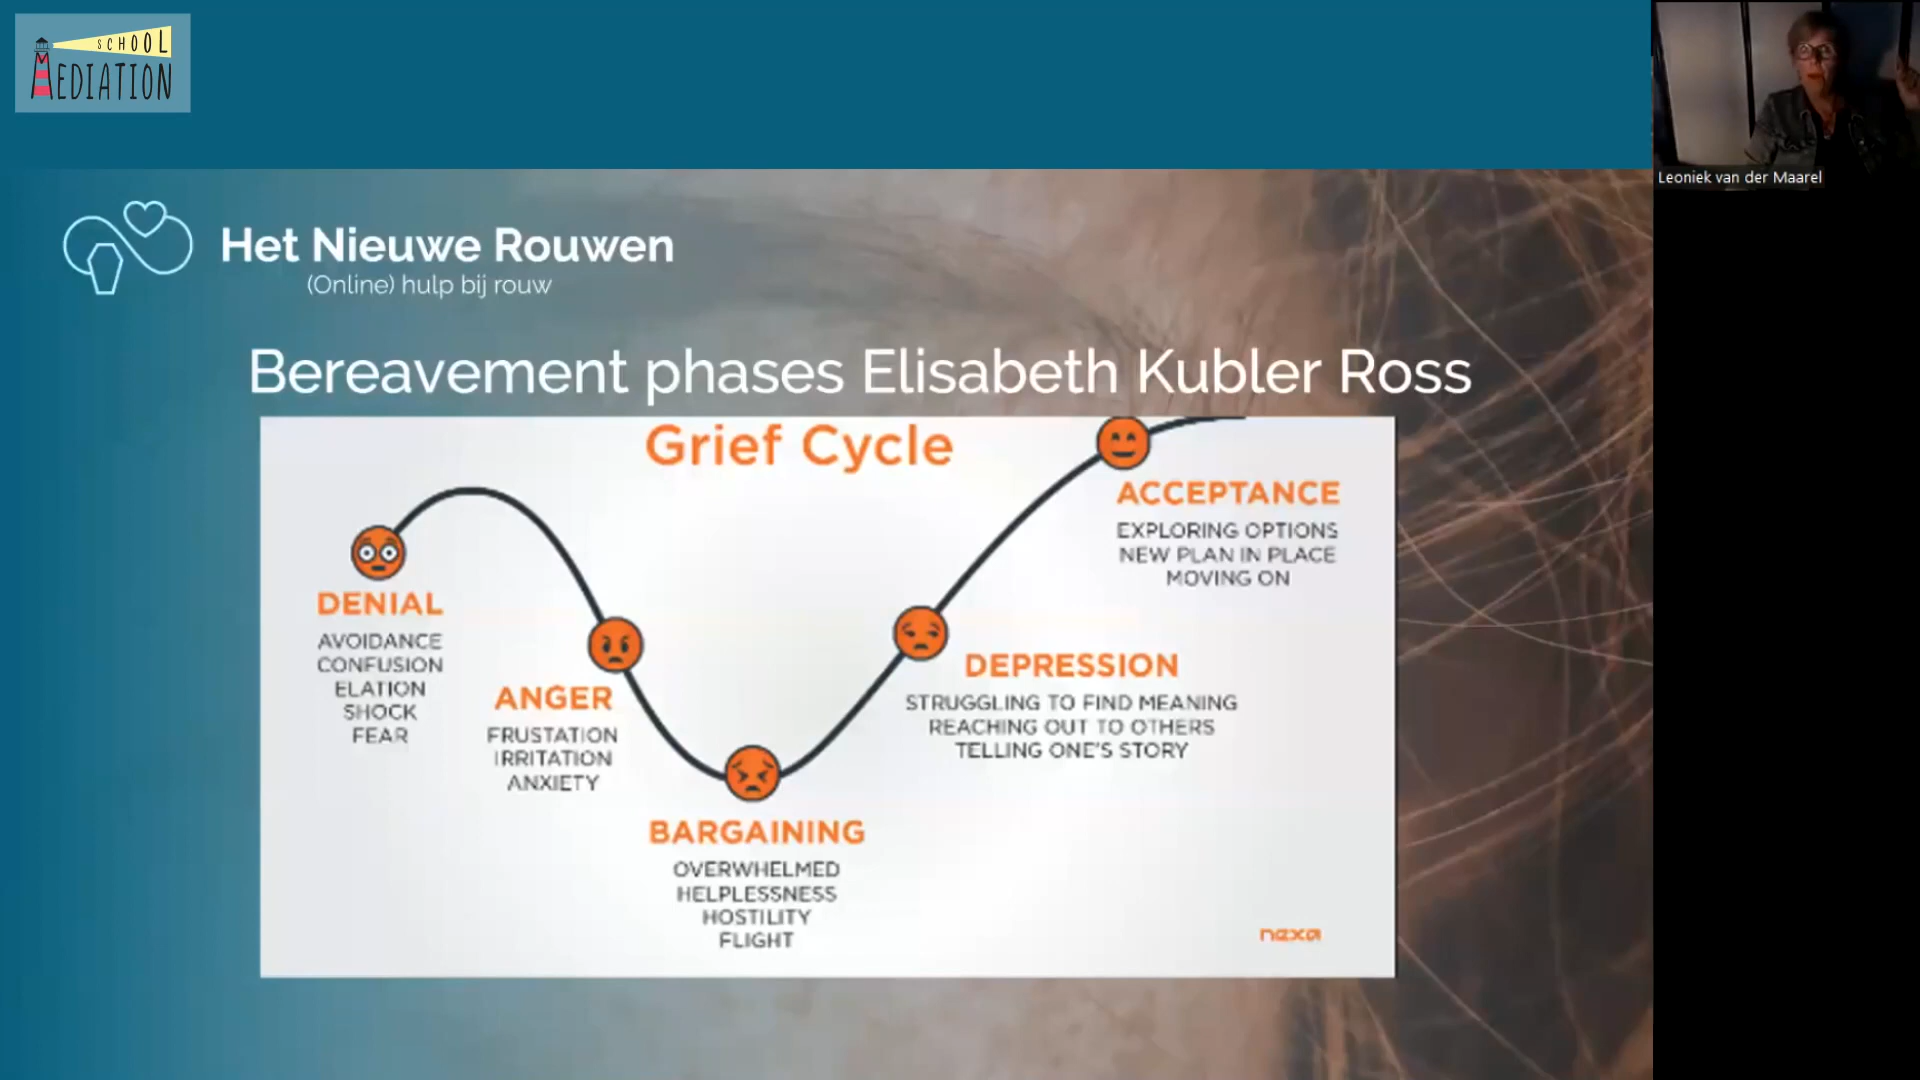 SCHOOL
MEDIATION
Leoniek van der Maarel
Het Nieuwe Rouwen
(Online) hulp bij rouw
Bereavement phases Elisabeth Kubler Ross
Grief Cycle
DENIAL
AVOIDANCE
CONFUSION
ELATION
SHOCK
FEAR
ANGER
FRUSTATION
IRRITATION
ANXIETY
BARGAINING
OVERWHELMED
HELPLESSNESS
HOSTILITY
FLIGHT
DEPRESSION
STRUGGLING TO FIND MEANING
REACHING OUT TO OTHERS
TELLING ONE'S STORY
ACCEPTANCE
EXPLORING OPTIONS
NEW PLAN IN PLACE
MOVING ON
nexa